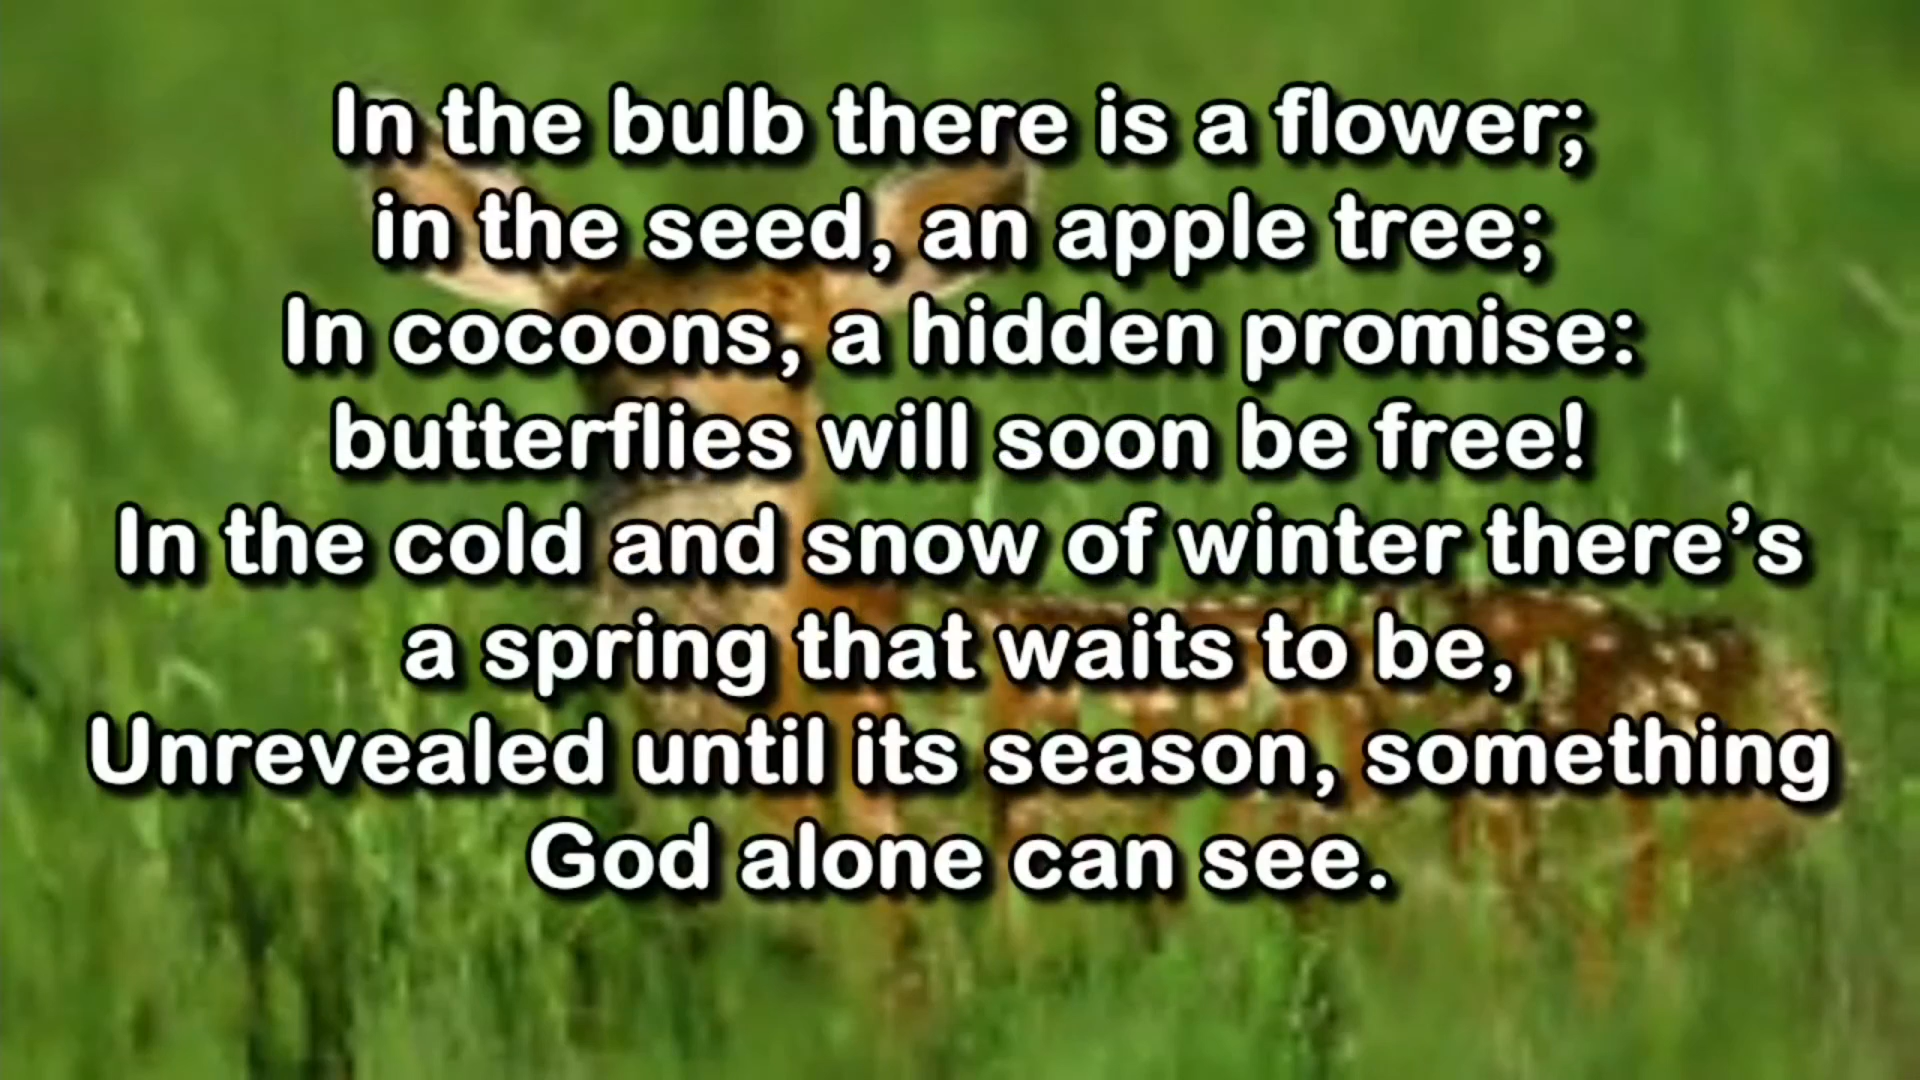 In the bulb there is a flower;
in the seed, an apple tree;
In cocoons, a hidden promise:
butterflies will soon be free!
In the cold and snow of winter there’s
a spring that waits to be,
Unrevealed until its season, something
God alone can see.